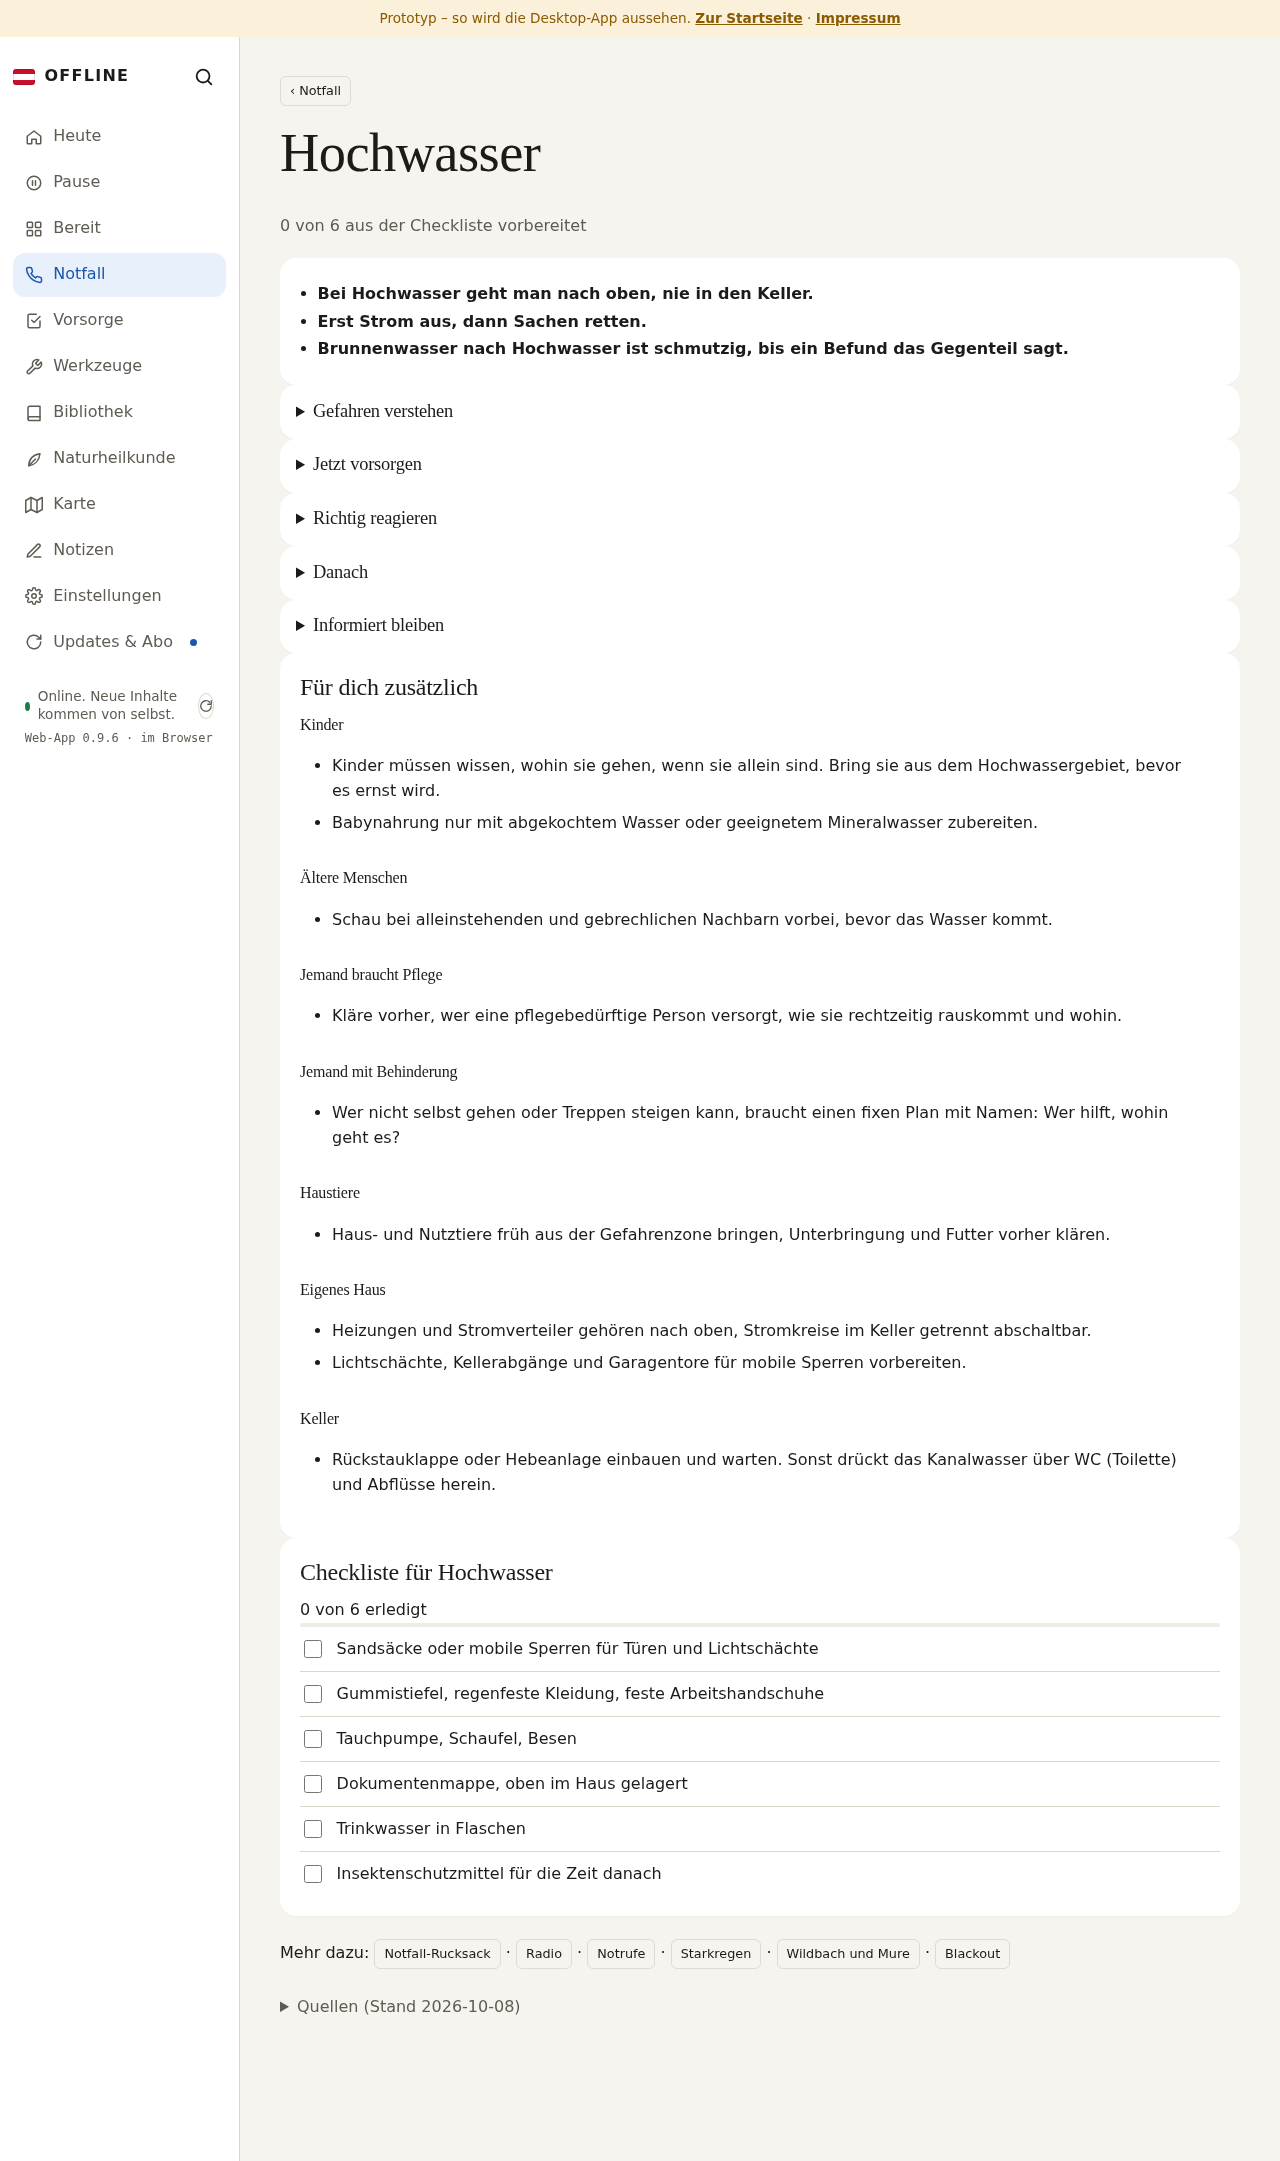 Prototyp – so wird die Desktop-App aussehen. Zur Startseite · Impressum
OFFLINE
Heute
Pause
Bereit
Notfall
Vorsorge
Werkzeuge
Bibliothek
Naturheilkunde
Karte
Notizen
Einstellungen
Updates & Abo
Online. Neue Inhalte
kommen von selbst.
Web-App 0.9.6 · im Browser
‹ Notfall
Hochwasser
0 von 6 aus der Checkliste vorbereitet
• Bei Hochwasser geht man nach oben, nie in den Keller.
• Erst Strom aus, dann Sachen retten.
• Brunnenwasser nach Hochwasser ist schmutzig, bis ein Befund das Gegenteil sagt.
▶ Gefahren verstehen
▶ Jetzt vorsorgen
▶ Richtig reagieren
▶ Danach
▶ Informiert bleiben
Für dich zusätzlich
Kinder
• Kinder müssen wissen, wohin sie gehen, wenn sie allein sind. Bring sie aus dem Hochwassergebiet, bevor
es ernst wird.
• Babynahrung nur mit abgekochtem Wasser oder geeignetem Mineralwasser zubereiten.
Ältere Menschen
• Schau bei alleinstehenden und gebrechlichen Nachbarn vorbei, bevor das Wasser kommt.
Jemand braucht Pflege
• Kläre vorher, wer eine pflegebedürftige Person versorgt, wie sie rechtzeitig rauskommt und wohin.
Jemand mit Behinderung
• Wer nicht selbst gehen oder Treppen steigen kann, braucht einen fixen Plan mit Namen: Wer hilft, wohin
geht es?
Haustiere
• Haus- und Nutztiere früh aus der Gefahrenzone bringen, Unterbringung und Futter vorher klären.
Eigenes Haus
• Heizungen und Stromverteiler gehören nach oben, Stromkreise im Keller getrennt abschaltbar.
• Lichtschächte, Kellerabgänge und Garagentore für mobile Sperren vorbereiten.
Keller
• Rückstauklappe oder Hebeanlage einbauen und warten. Sonst drückt das Kanalwasser über WC (Toilette)
und Abflüsse herein.
Checkliste für Hochwasser
0 von 6 erledigt
Sandsäcke oder mobile Sperren für Türen und Lichtschächte
Gummistiefel, regenfeste Kleidung, feste Arbeitshandschuhe
Tauchpumpe, Schaufel, Besen
Dokumentenmappe, oben im Haus gelagert
Trinkwasser in Flaschen
Insektenschutzmittel für die Zeit danach
Mehr dazu: Notfall-Rucksack · Radio · Notrufe · Starkregen · Wildbach und Mure · Blackout
▶ Quellen (Stand 2026-10-08)